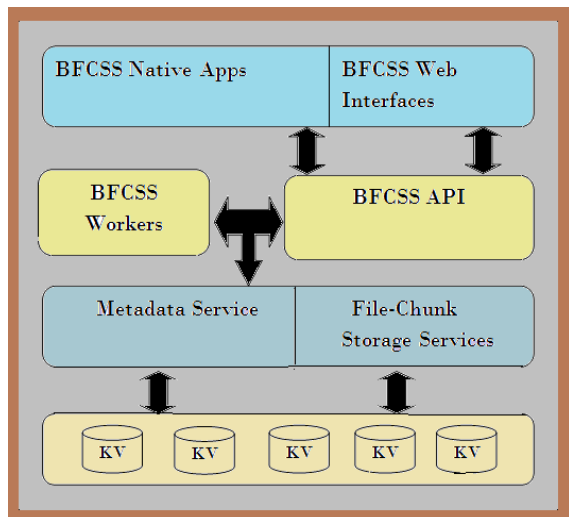 BFCSS Native Apps
BFCSS Web
Interfaces
BFCSS
Workers
BFCSS API
Metadata Service
File-Chunk
Storage Services
KV
KV
KV
KV
KV